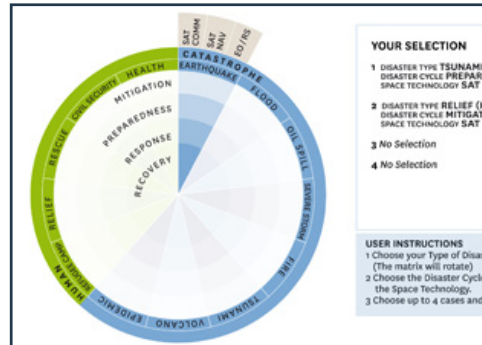 SAT COMM
SAT NAV
EO / RS
CATASTROPHE
EARTHQUAKE
FLOOD
OIL SPILL
SEVERE STORM
FIRE
TSUNAMI
VOLCANO
EPIDEMIC
HUMAN
REFUGEE CAMP
RELIEF
RESCUE
CIVIL SECURITY
HEALTH
MITIGATION
PREPAREDNESS
RESPONSE
RECOVERY
YOUR SELECTION
1 DISASTER TYPE TSUNAMI
DISASTER CYCLE PREPAR
SPACE TECHNOLOGY SAT
2 DISASTER TYPE RELIEF (
DISASTER CYCLE MITIGAT
SPACE TECHNOLOGY SAT
3 No Selection
4 No Selection
USER INSTRUCTIONS
1 Choose your Type of Disas
(The matrix will rotate)
2 Choose the Disaster Cycle
the Space Technology.
3 Choose up to 4 cases and